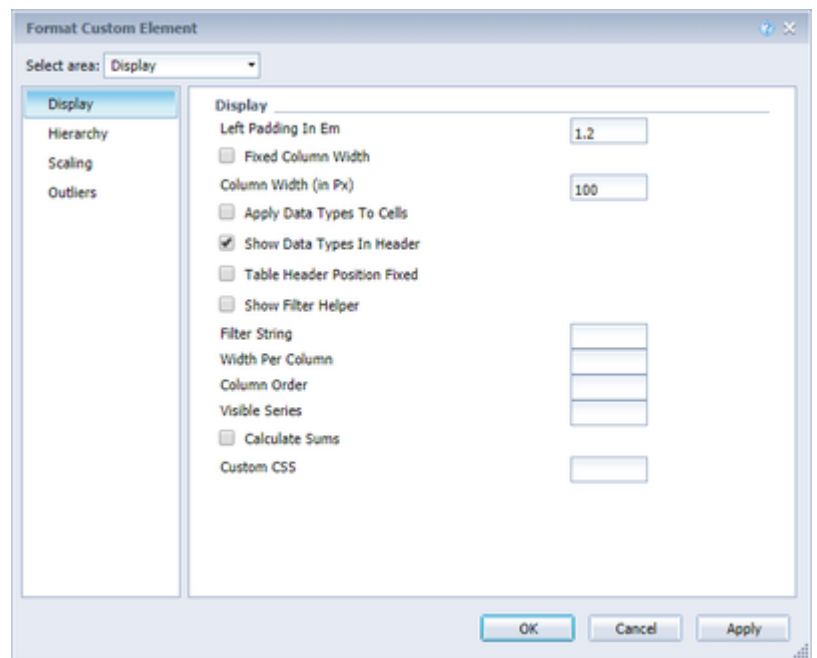 Format Custom Element
Select area: Display
Display
Hierarchy
Scaling
Outliers
Display
Left Padding In Em 1.2
Fixed Column Width
Column Width (in Px) 100
Apply Data Types To Cells
Show Data Types In Header
Table Header Position Fixed
Show Filter Helper
Filter String
Width Per Column
Column Order
Visible Series
Calculate Sums
Custom CSS
OK Cancel Apply